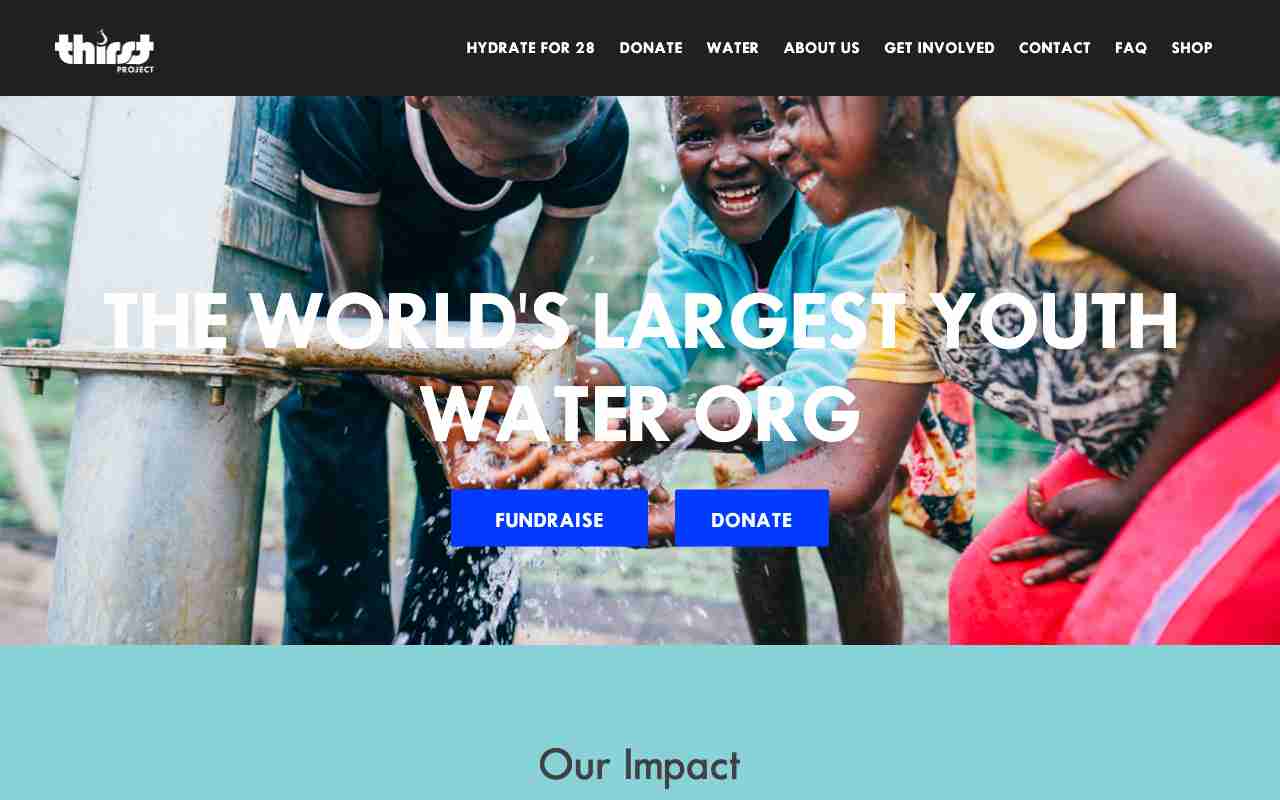 thirst
PROJECT
HYDRATE FOR 28 DONATE WATER ABOUT US GET INVOLVED CONTACT FAQ SHOP
THE WORLD'S LARGEST YOUTH
WATER ORG
FUNDRAISE DONATE
Our Impact